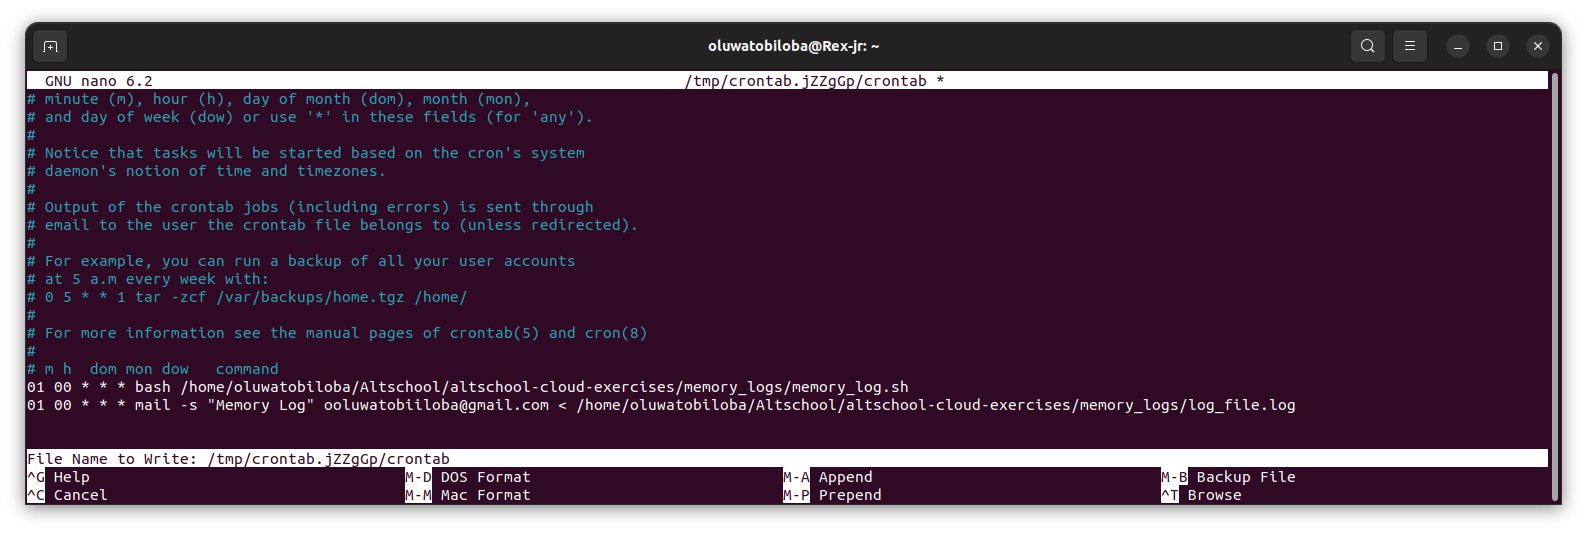 oluwatobiloba@Rex-jr: ~
GNU nano 6.2 /tmp/crontab.jZZgGp/crontab *
# minute (m), hour (h), day of month (dom), month (mon),
# and day of week (dow) or use '*' in these fields (for 'any').
#
# Notice that tasks will be started based on the cron's system
# daemon's notion of time and timezones.
#
# Output of the crontab jobs (including errors) is sent through
# email to the user the crontab file belongs to (unless redirected).
#
# For example, you can run a backup of all your user accounts
# at 5 a.m every week with:
# 0 5 * * 1 tar -zcf /var/backups/home.tgz /home/
#
# For more information see the manual pages of crontab(5) and cron(8)
#
# m h  dom mon dow   command
01 00 * * * bash /home/oluwatobiloba/Altschool/altschool-cloud-exercises/memory_logs/memory_log.sh
01 00 * * * mail -s "Memory Log" ooluwatobiiloba@gmail.com < /home/oluwatobiloba/Altschool/altschool-cloud-exercises/memory_logs/log_file.log
File Name to Write: /tmp/crontab.jZZgGp/crontab
^G Help M-D DOS Format M-A Append M-B Backup File
^C Cancel M-M Mac Format M-P Prepend ^T Browse